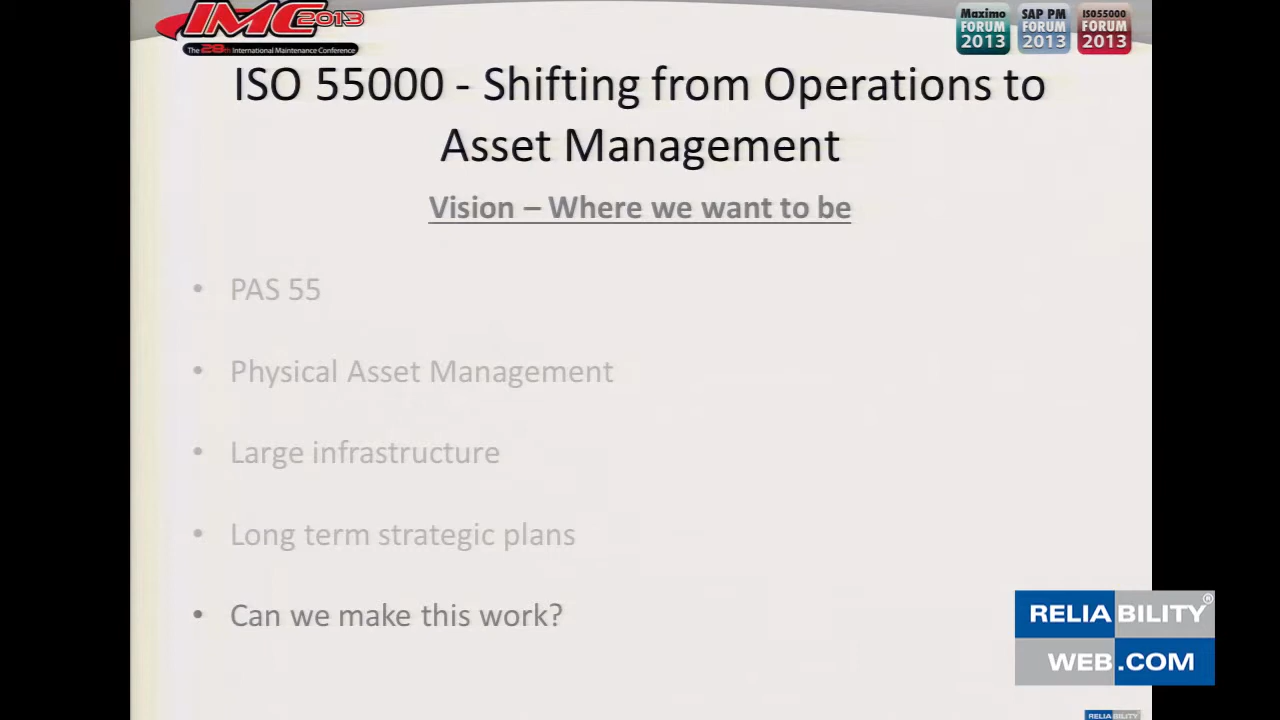 IMC 2013
The 28th International Maintenance Conference
Maximo FORUM 2013
SAP PM FORUM 2013
ISO55000 FORUM 2013
ISO 55000 - Shifting from Operations to
Asset Management
Vision – Where we want to be
• PAS 55
• Physical Asset Management
• Large infrastructure
• Long term strategic plans
• Can we make this work?
RELIABILITY®
WEB.COM
RELIABILITY